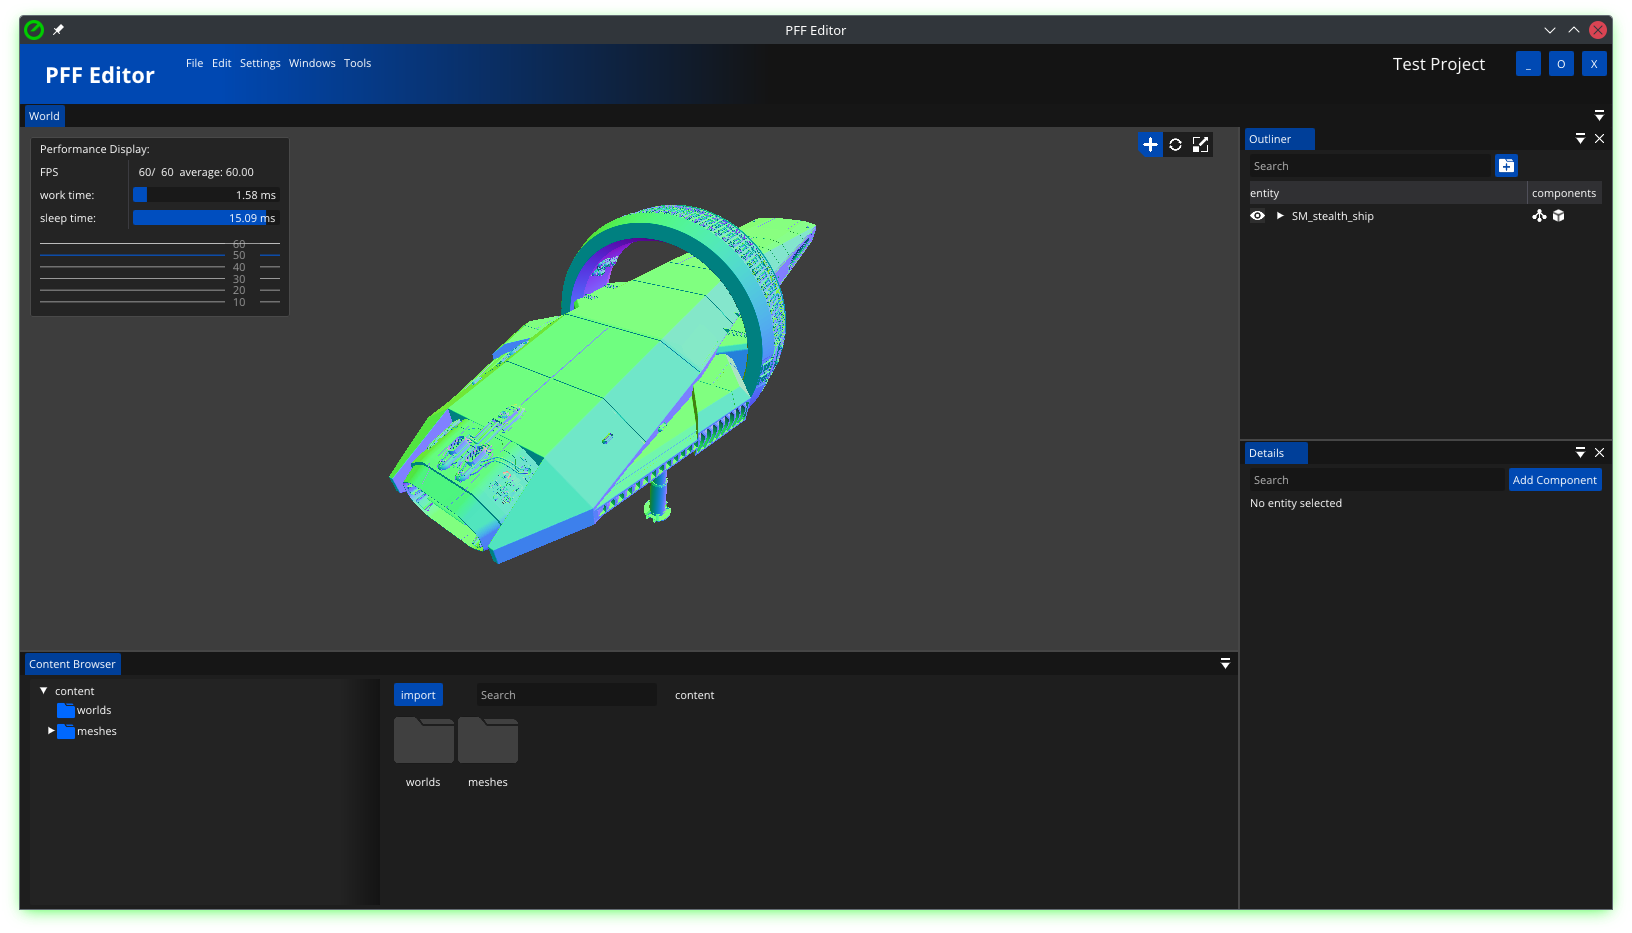 PFF Editor
PFF Editor
File Edit Settings Windows Tools
Test Project
_ O X
World
Performance Display:
FPS 60/ 60 average: 60.00
work time: 1.58 ms
sleep time: 15.09 ms
60
50
40
30
20
10
Outliner
Search
entity components
SM_stealth_ship
Details
Search Add Component
No entity selected
Content Browser
content
worlds
meshes
import Search content
worlds meshes